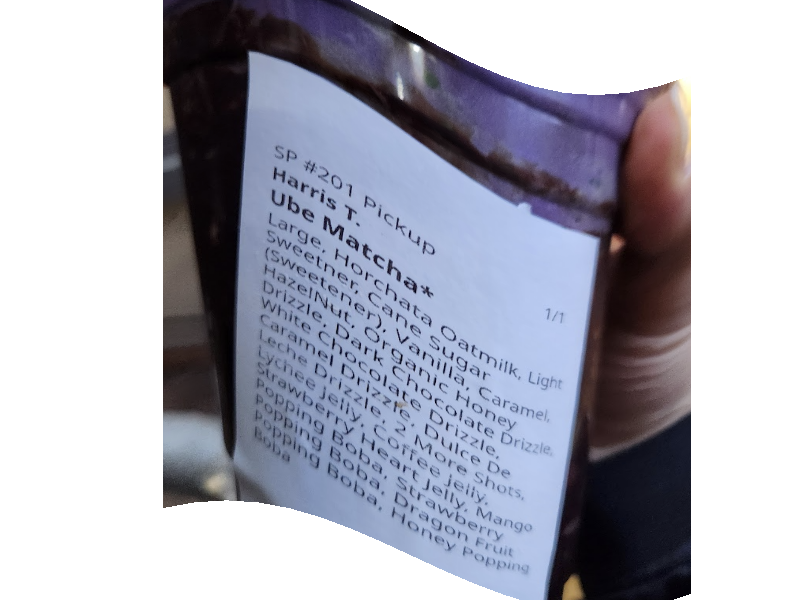 SP #201 Pickup
Harris T.
Ube Matcha*
1/1
Large, Horchata Oatmilk, Light
Sweetner, Cane Sugar
(Sweetener), Vanilla, Caramel,
HazelNut, Organic Honey
Drizzle, Dark Chocolate Drizzle,
White Chocolate Drizzle,
Caramel Drizzle, Dulce De
Leche Drizzle, 2 More Shots,
Lychee Jelly, Coffee Jelly,
Strawberry Heart Jelly, Mango
Popping Boba, Strawberry
Popping Boba, Dragon Fruit
Popping Boba, Honey Popping
Boba